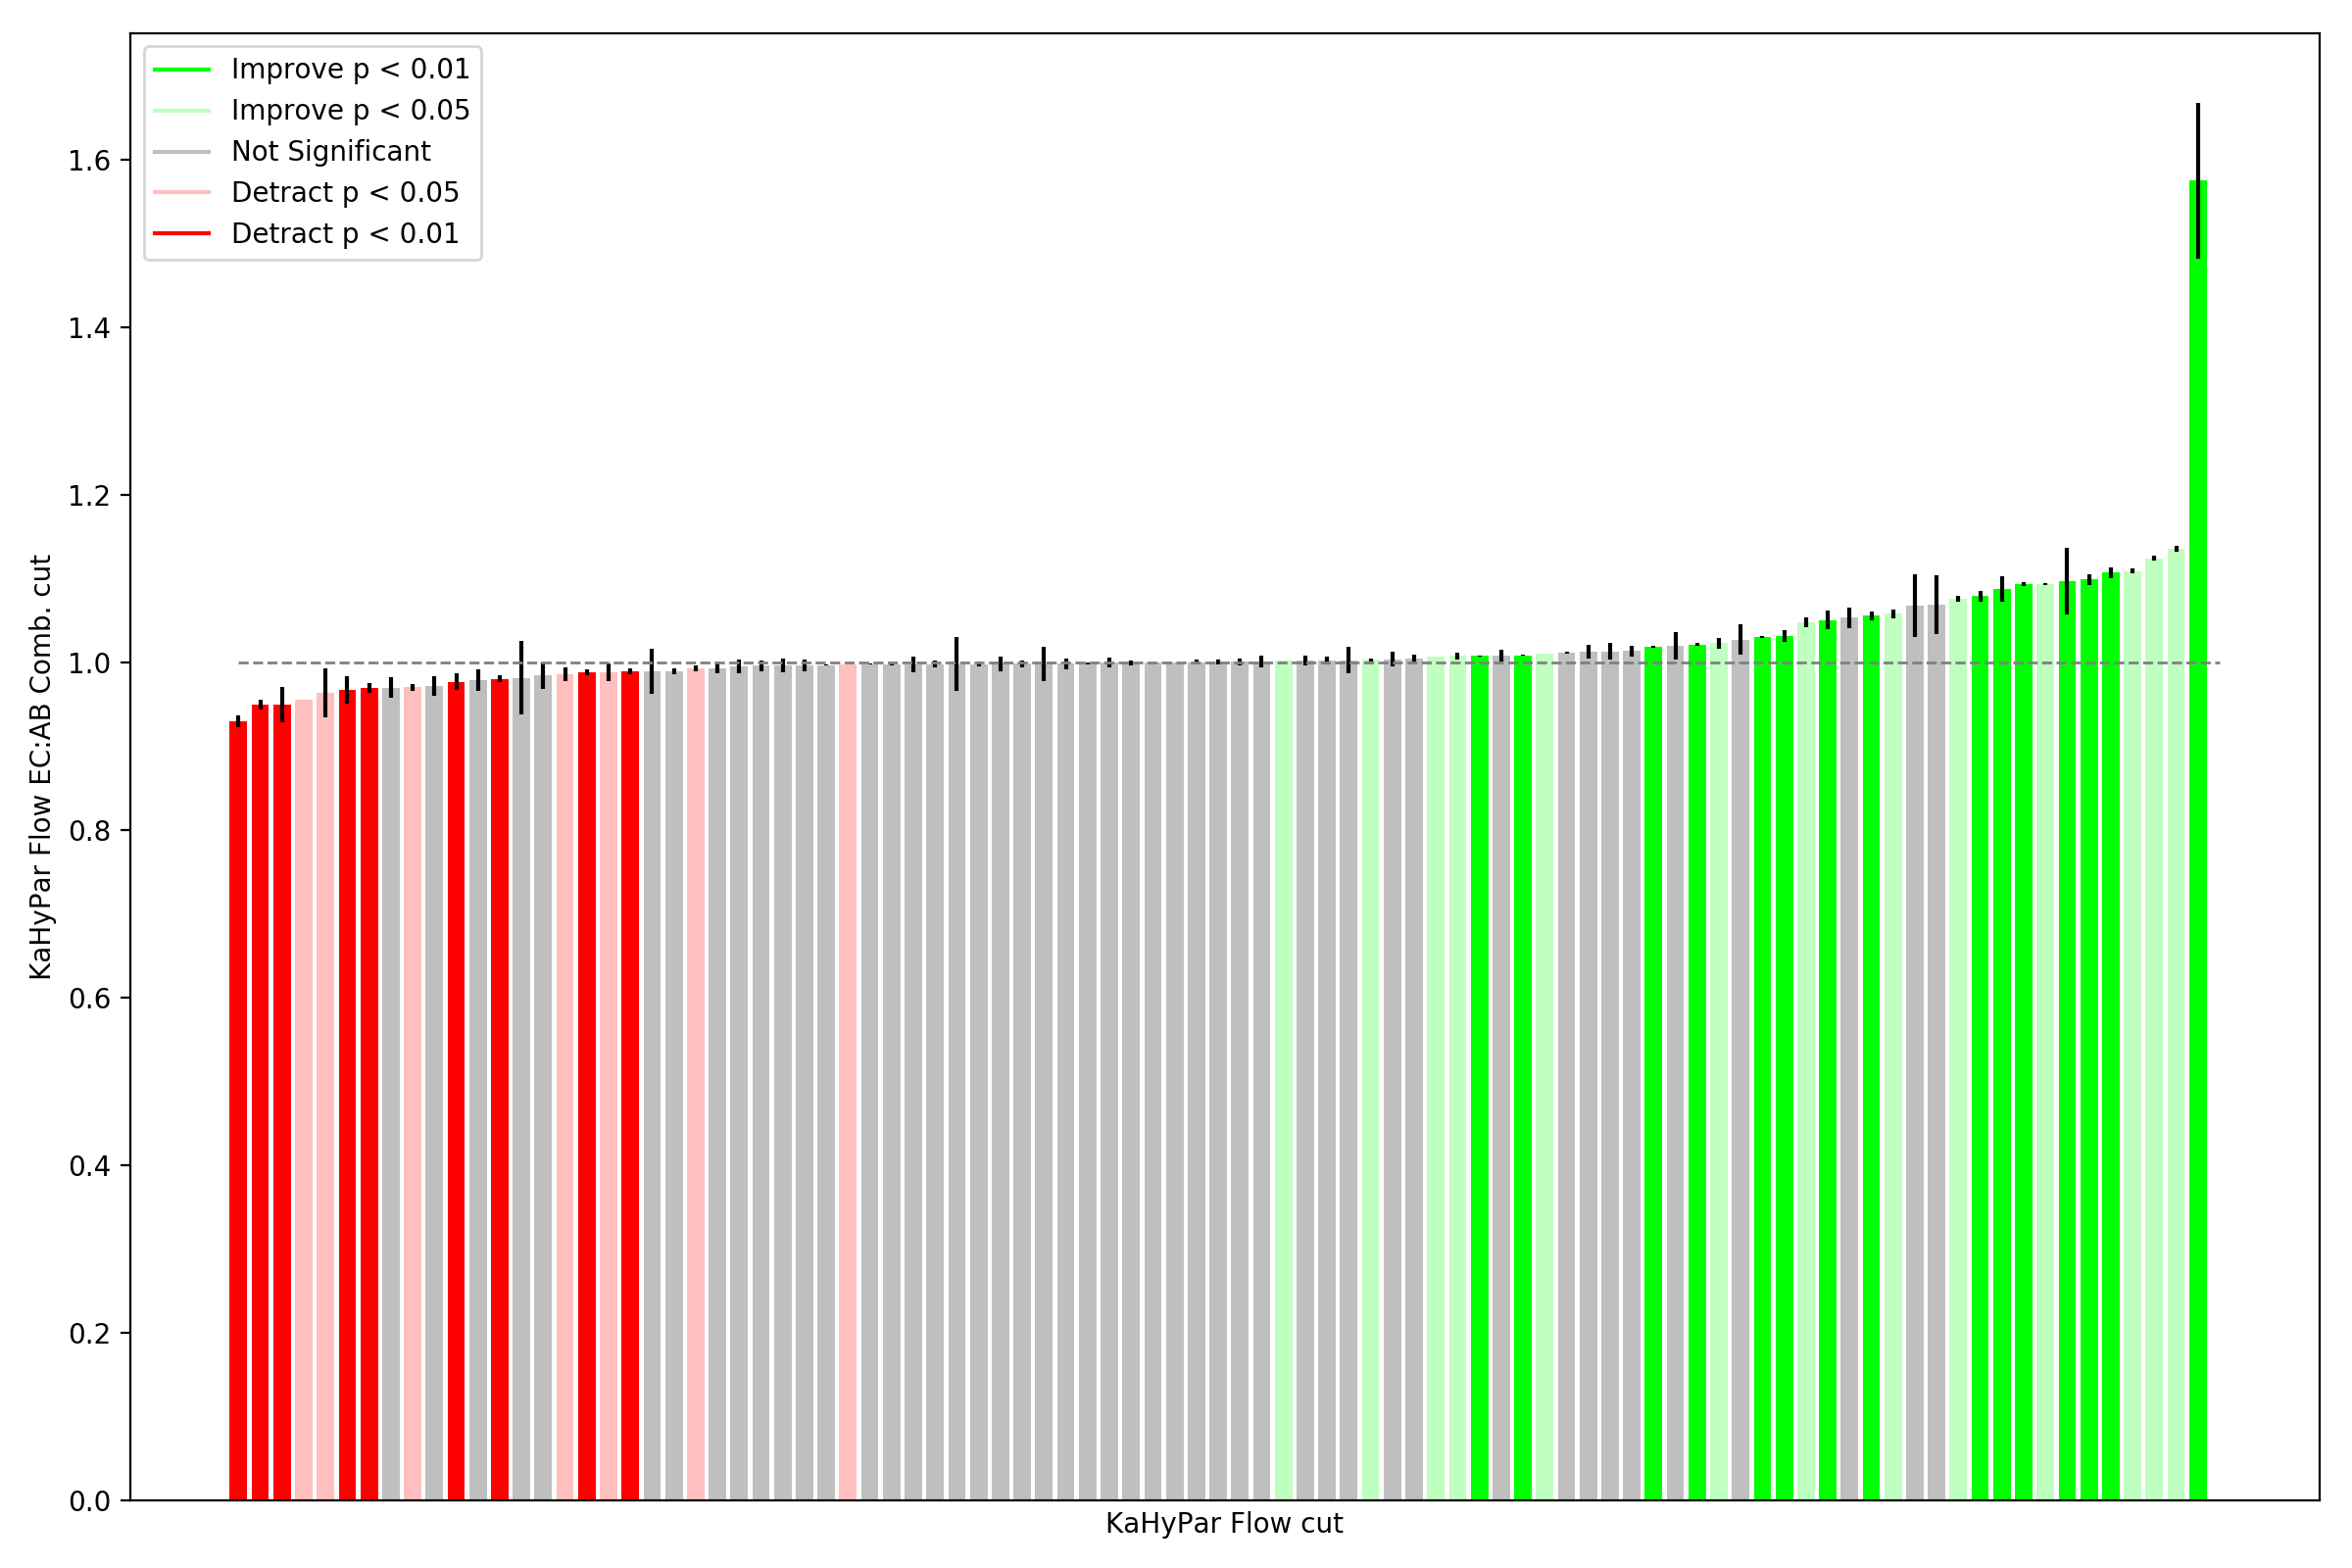 Improve p < 0.01
Improve p < 0.05
Not Significant
Detract p < 0.05
Detract p < 0.01
1.6
1.4
1.2
1.0
0.8
0.6
0.4
0.2
0.0
KaHyPar Flow EC:AB Comb. cut
KaHyPar Flow cut